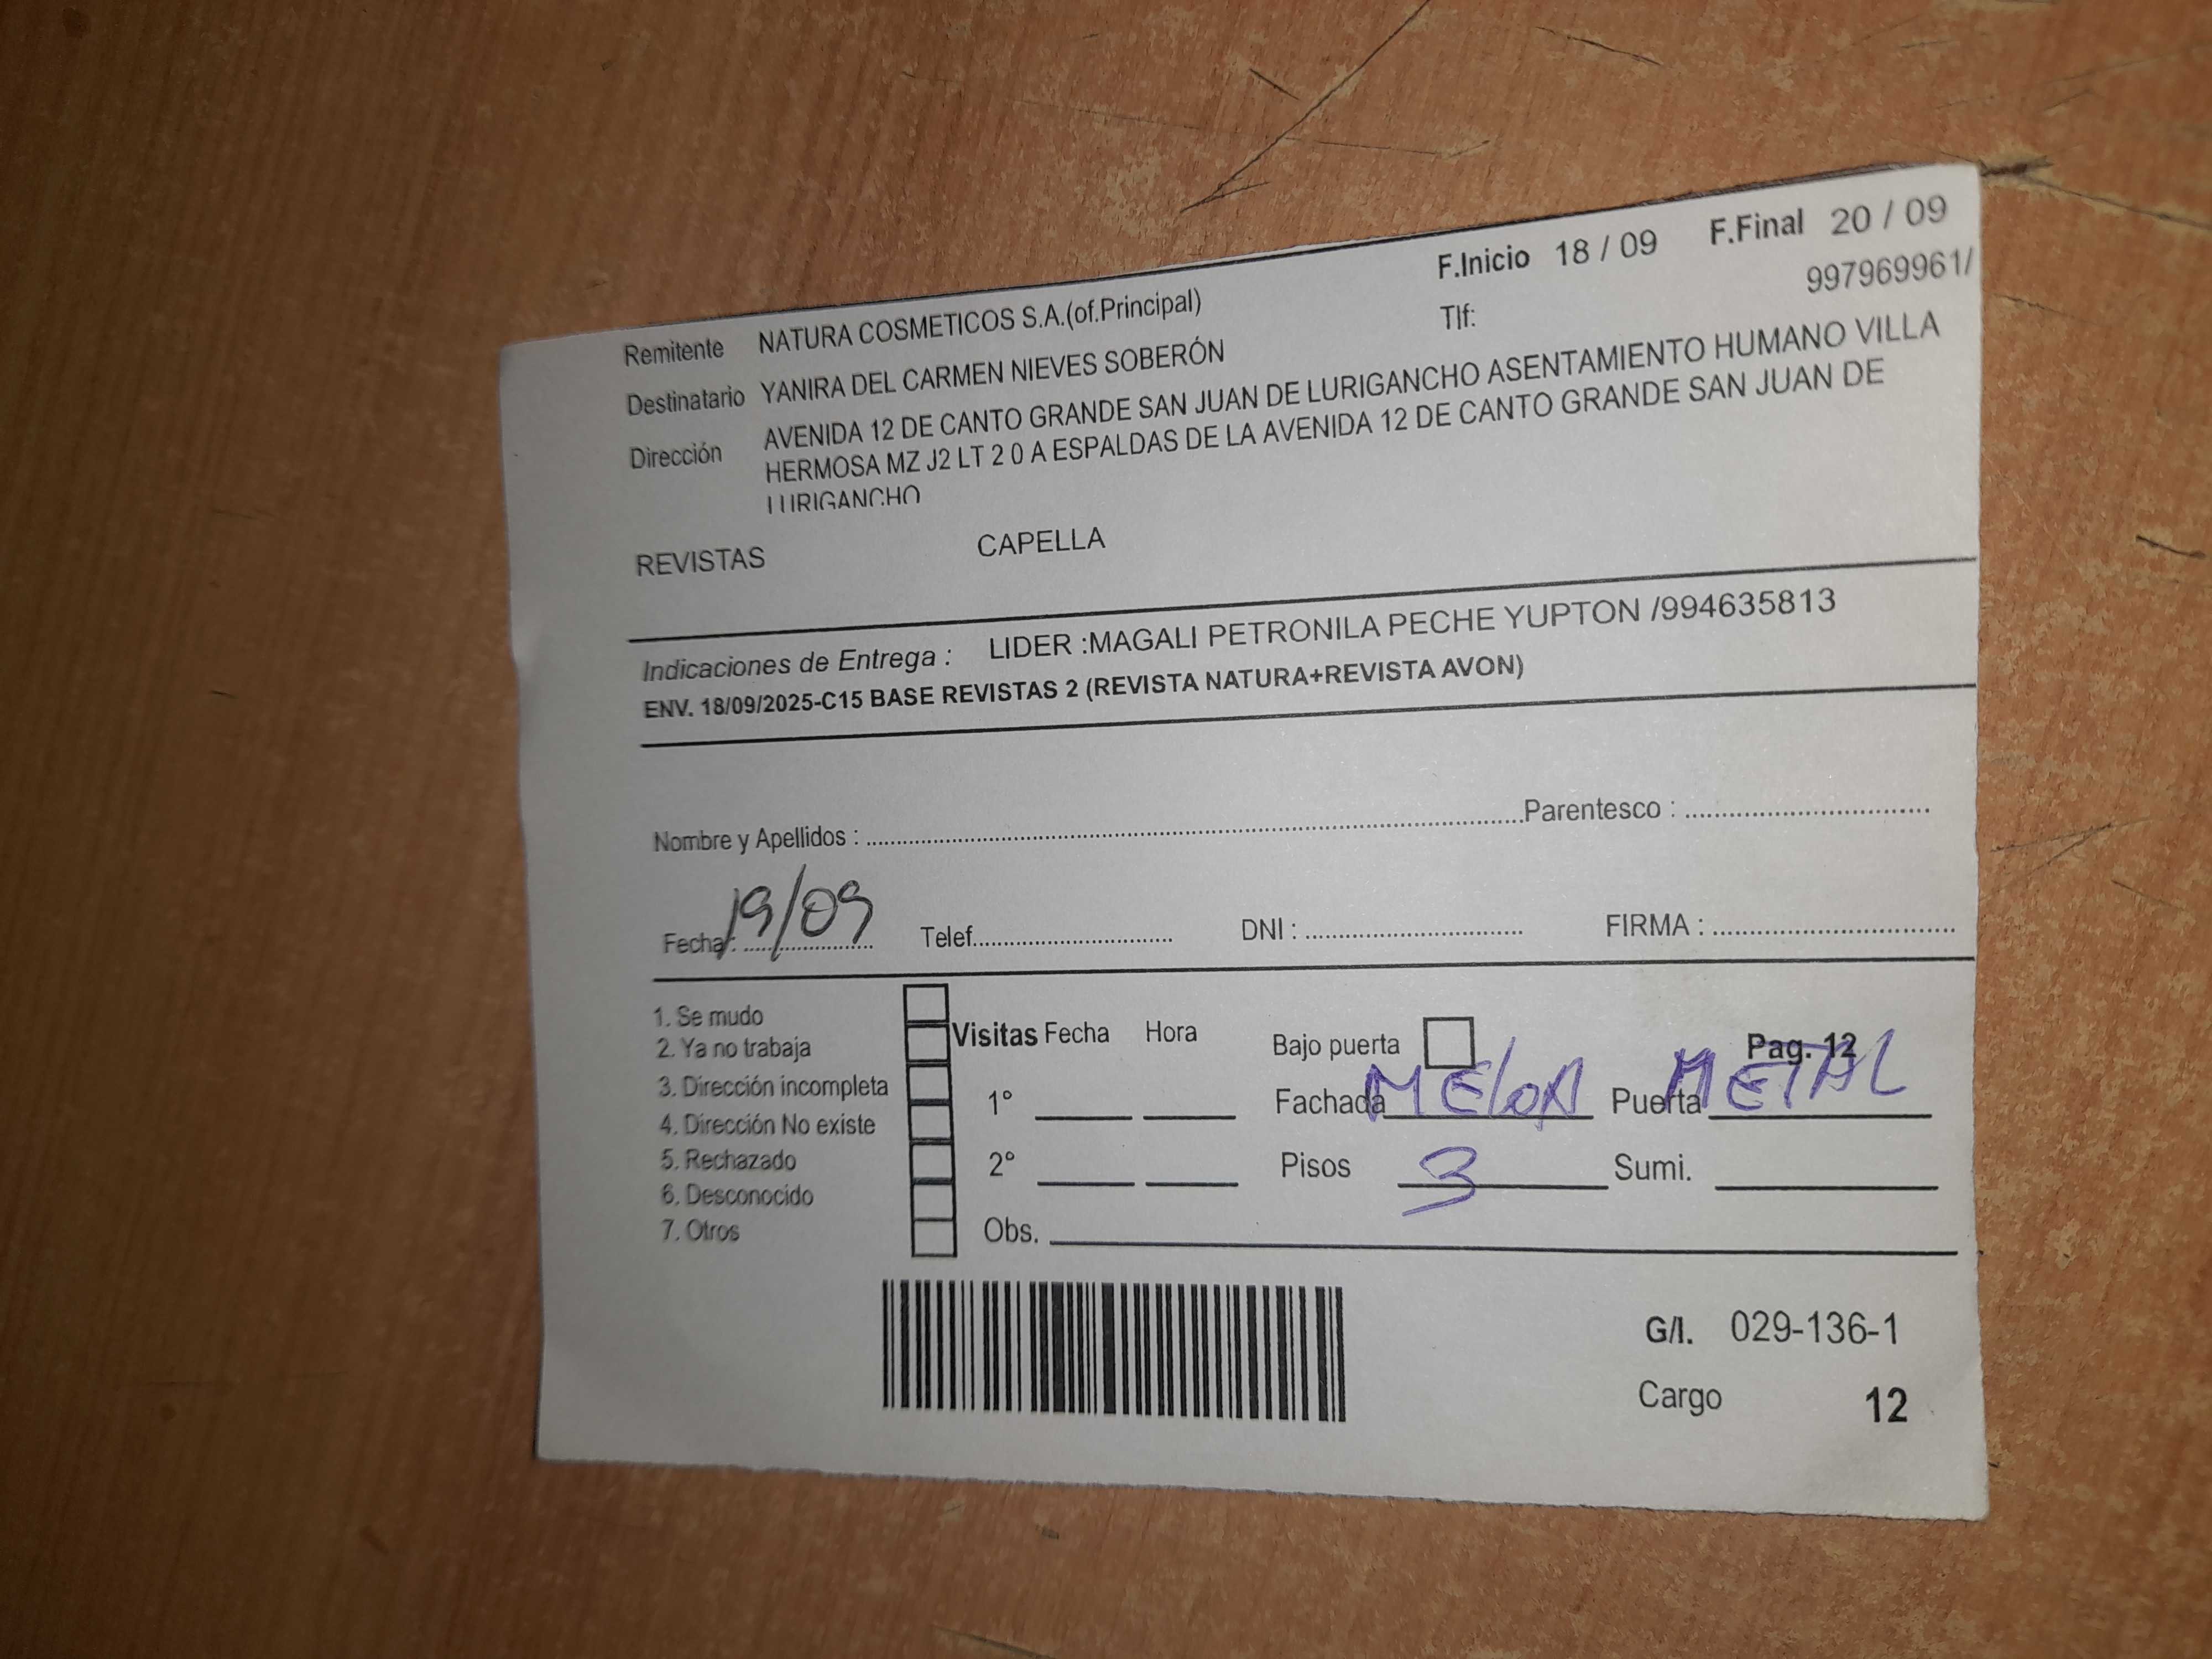 F.Inicio 18 / 09 F.Final 20 / 09
Remitente NATURA COSMETICOS S.A.(of.Principal) Tlf: 997969961/
Destinatario YANIRA DEL CARMEN NIEVES SOBERÓN
Dirección AVENIDA 12 DE CANTO GRANDE SAN JUAN DE LURIGANCHO ASENTAMIENTO HUMANO VILLA
HERMOSA MZ J2 LT 2 0 A ESPALDAS DE LA AVENIDA 12 DE CANTO GRANDE SAN JUAN DE
LURIGANCHO
REVISTAS CAPELLA
Indicaciones de Entrega : LIDER :MAGALI PETRONILA PECHE YUPTON /994635813
ENV. 18/09/2025-C15 BASE REVISTAS 2 (REVISTA NATURA+REVISTA AVON)
Nombre y Apellidos : Parentesco :
Fecha : 19/09 Telef. DNI : FIRMA :
1. Se mudo
2. Ya no trabaja
3. Dirección incompleta
4. Dirección No existe
5. Rechazado
6. Desconocido
7. Otros
Visitas Fecha Hora
1°
2°
Obs.
Bajo puerta Pag. 12
Fachada MELON Puerta METAL
Pisos 3 Sumi.
G/I. 029-136-1
Cargo 12